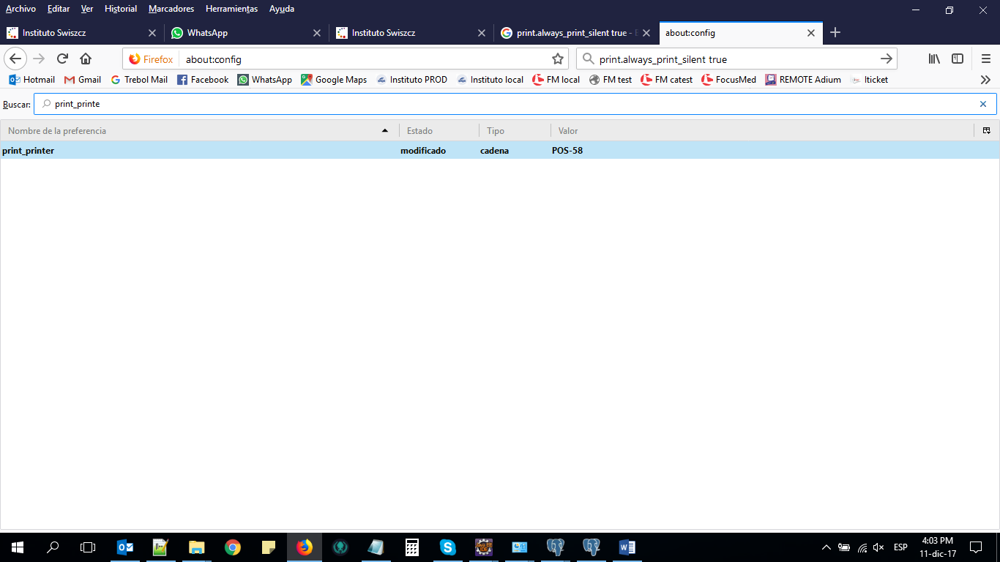 Archivo Editar Ver Historial Marcadores Herramientas Ayuda
Instituto Swiszcz WhatsApp Instituto Swiszcz print.always_print_silent true - about:config
Firefox about:config print.always_print_silent true
Hotmail Gmail Trebol Mail Facebook WhatsApp Google Maps Instituto PROD Instituto local FM local FM test FM catest FocusMed REMOTE Adium Iticket
Buscar: print_printe
Nombre de la preferencia Estado Tipo Valor
print_printer modificado cadena POS-58
ESP 4:03 PM
11-dic-17